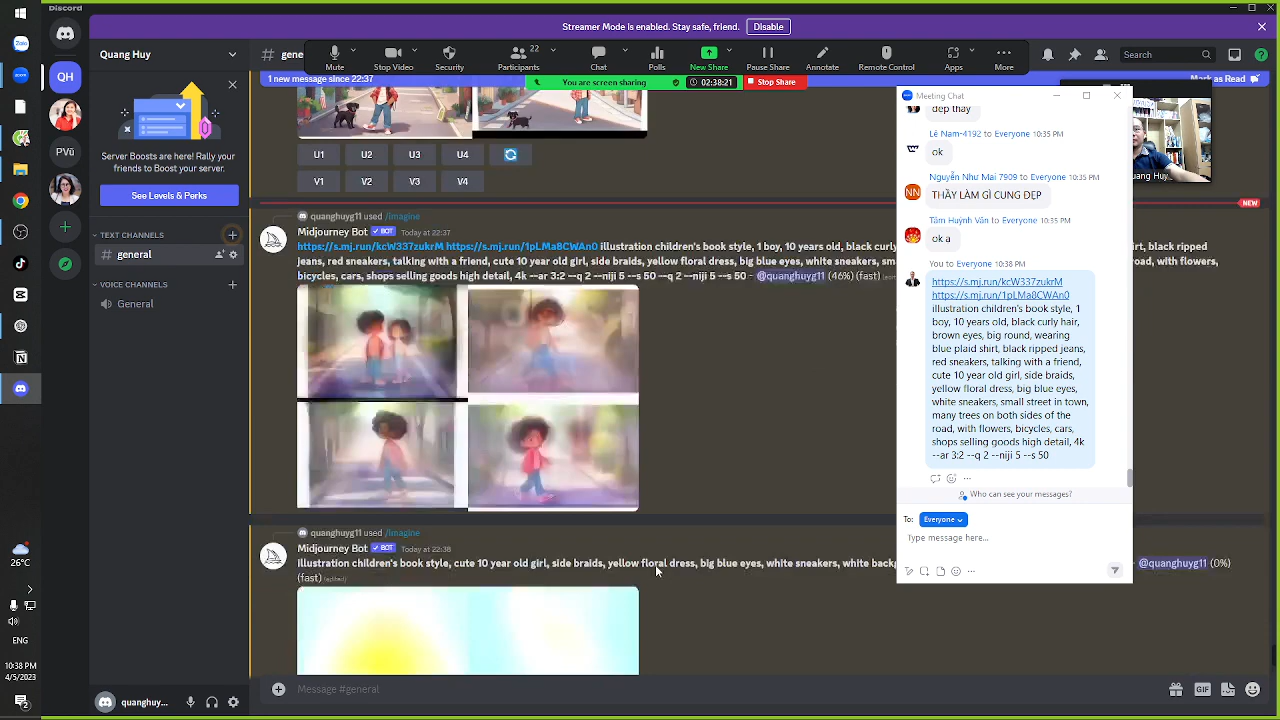 Discord
Streamer Mode is enabled. Stay safe, friend.
Disable
Quang Huy
# gene
Mute
Stop Video
Security
22
Participants
Chat
Polls
New Share
Pause Share
Annotate
Remote Control
Apps
More
Search
1 new message since 22:37
Mark as Read
You are screen sharing
02:38:21
Stop Share
Zalo
QH
PVũ
Server Boosts are here! Rally your
friends to Boost your server.
See Levels & Perks
TEXT CHANNELS
# general
VOICE CHANNELS
General
U1 U2 U3 U4
V1 V2 V3 V4
NEW
quanghuyg11 used /imagine
Midjourney Bot BOT Today at 22:37
https://s.mj.run/kcW337zukrM https://s.mj.run/1pLMa8CWAn0 illustration children's book style, 1 boy, 10 years old, black curly
jeans, red sneakers, talking with a friend, cute 10 year old girl, side braids, yellow floral dress, big blue eyes, white sneakers, small
road, with flowers,
bicycles, cars, shops selling goods high detail, 4k --ar 3:2 --q 2 --niji 5 --s 50 --q 2 --niji 5 --s 50 - @quanghuyg11 (46%) (fast)
quanghuyg11 used /imagine
Midjourney Bot BOT Today at 22:38
Illustration children's book style, cute 10 year old girl, side braids, yellow floral dress, big blue eyes, white sneakers, white
- @quanghuyg11 (0%)
(fast) (edited)
Message #general
GIF
quanghuy...
Meeting Chat
đẹp thầy
Lê Nam-4192 to Everyone 10:35 PM
ok
Nguyễn Như Mai 7909 to Everyone 10:35 PM
NN
THẦY LÀM GÌ CUNG ĐẸP
Tâm Huỳnh Văn to Everyone 10:35 PM
ok a
You to Everyone 10:38 PM
https://s.mj.run/kcW337zukrM
https://s.mj.run/1pLMa8CWAn0
illustration children's book style, 1
boy, 10 years old, black curly hair,
brown eyes, big round, wearing
blue plaid shirt, black ripped jeans,
red sneakers, talking with a friend,
cute 10 year old girl, side braids,
yellow floral dress, big blue eyes,
white sneakers, small street in town,
many trees on both sides of the
road, with flowers, bicycles, cars,
shops selling goods high detail, 4k
--ar 3:2 --q 2 --niji 5 --s 50
Who can see your messages?
To: Everyone
Type message here...
26°C
ENG
10:38 PM
4/5/2023